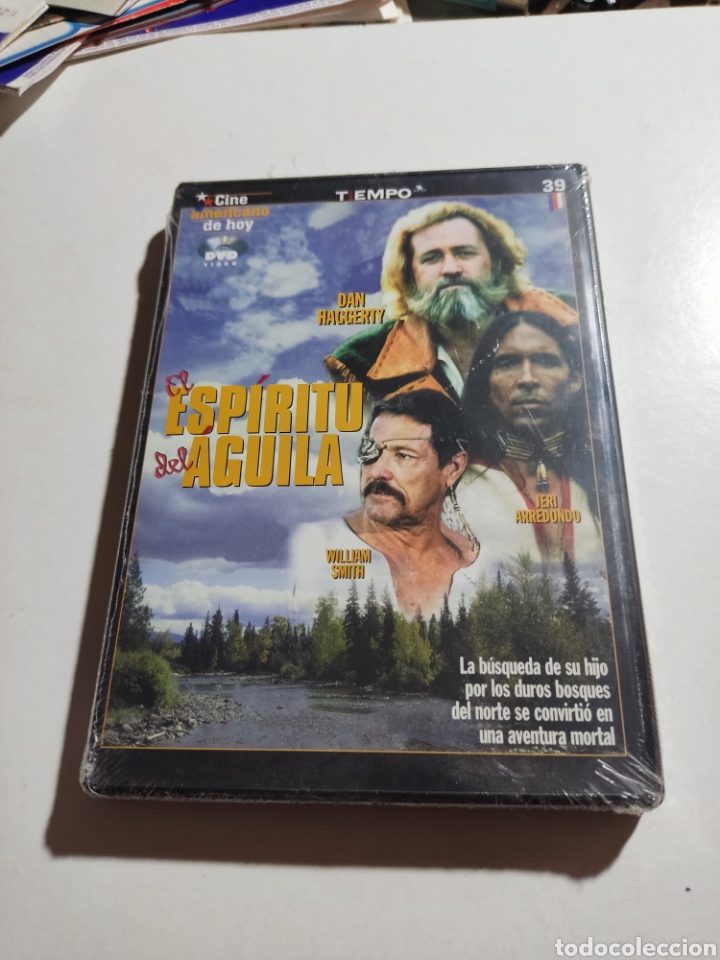 Cine
americano
de hoy
DVD
VIDEO
TIEMPO
39
DAN
HAGGERTY
El
ESPÍRITU
del ÁGUILA
JERI
ARREDONDO
WILLIAM
SMITH
La búsqueda de su hijo
por los duros bosques
del norte se convirtió en
una aventura mortal
todocoleccion